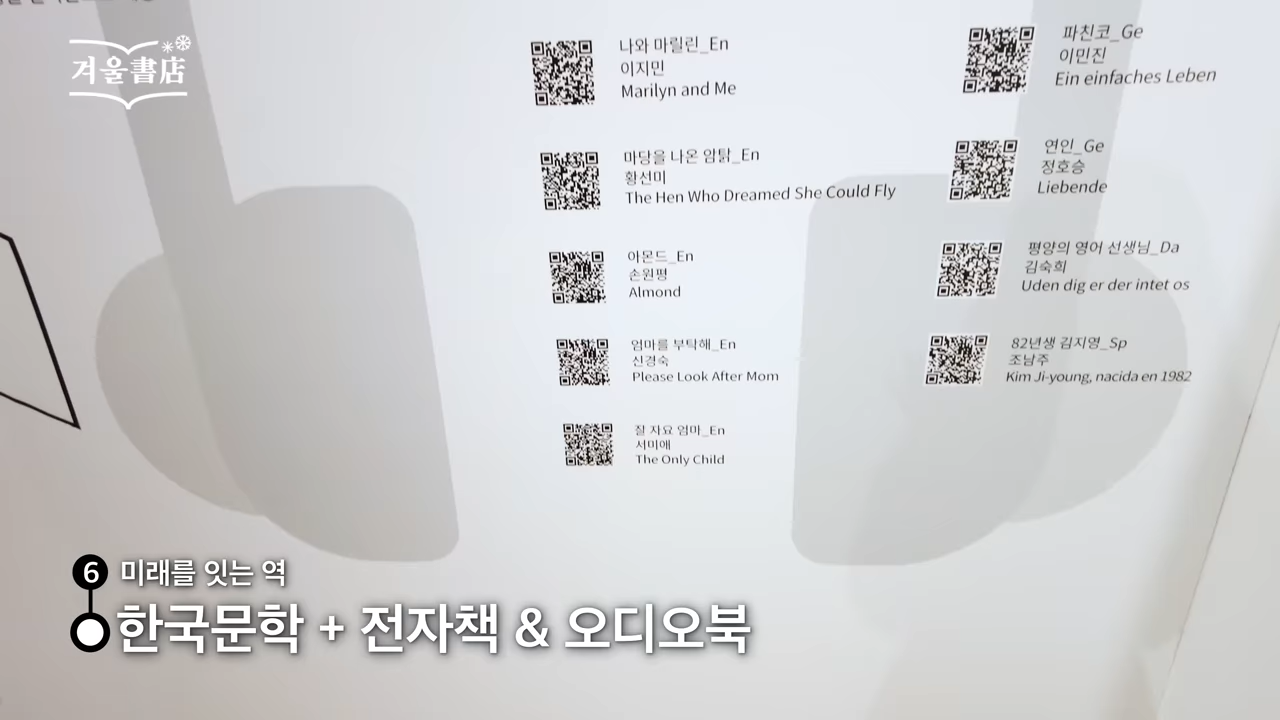 겨울書店
나와 마릴린_En
이지민
Marilyn and Me
마당을 나온 암탉_En
황선미
The Hen Who Dreamed She Could Fly
아몬드_En
손원평
Almond
엄마를 부탁해_En
신경숙
Please Look After Mom
잘 자요 엄마_En
서미애
The Only Child
파친코_Ge
이민진
Ein einfaches Leben
연인_Ge
정호승
Liebende
평양의 영어 선생님_Da
김숙희
Uden dig er der intet os
82년생 김지영_Sp
조남주
Kim Ji-young, nacida en 1982
6 미래를 잇는 역
한국문학 + 전자책 & 오디오북